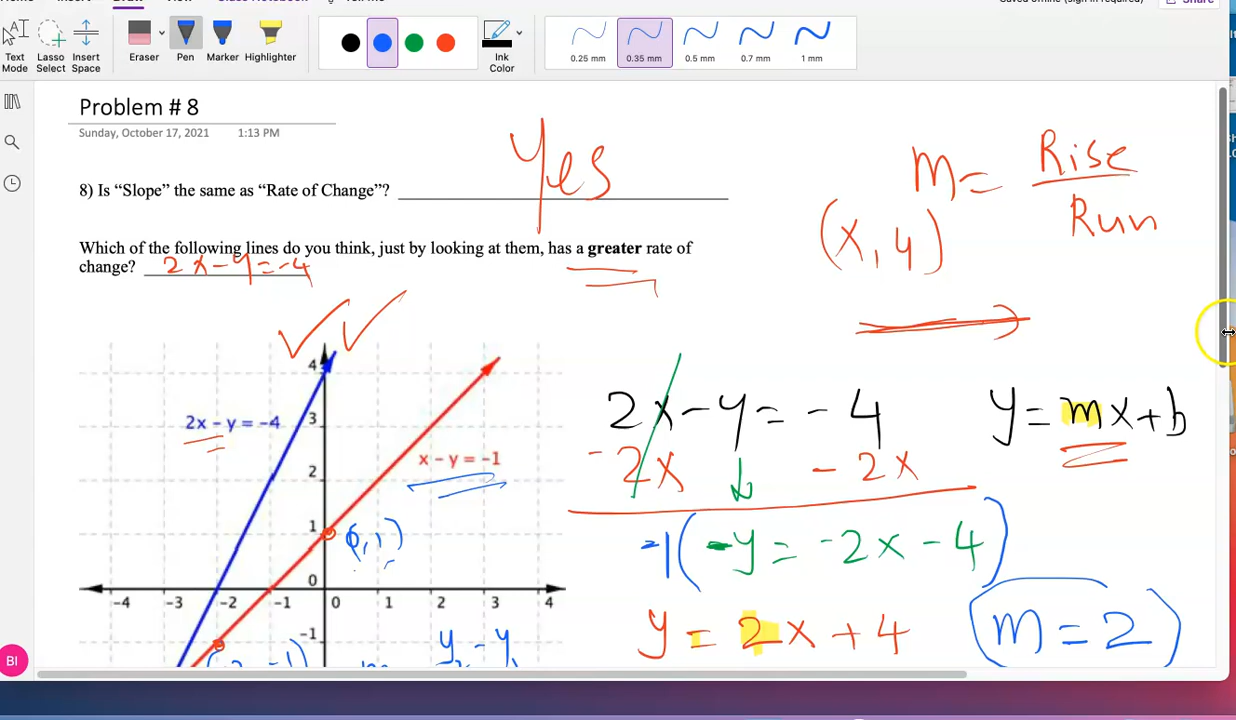 Text
Mode
Lasso
Select
Insert
Space
Eraser
Pen
Marker
Highlighter
Ink
Color
0.25 mm
0.35 mm
0.5 mm
0.7 mm
1 mm
Problem # 8
Sunday, October 17, 2021 1:13 PM
Yes
8) Is “Slope” the same as “Rate of Change”?
m = Rise
Run
(x, y)
Which of the following lines do you think, just by looking at them, has a greater rate of
change? 2x-y=-4
4
3
2
1
0
-1
-4 -3 -2 -1 0 1 2 3 4
2x - y = -4
x - y = -1
(0,1)
2x - y = - 4
y = mx + b
- 2x - 2x
-1(-y = -2x - 4)
y = 2x + 4
m = 2
BI